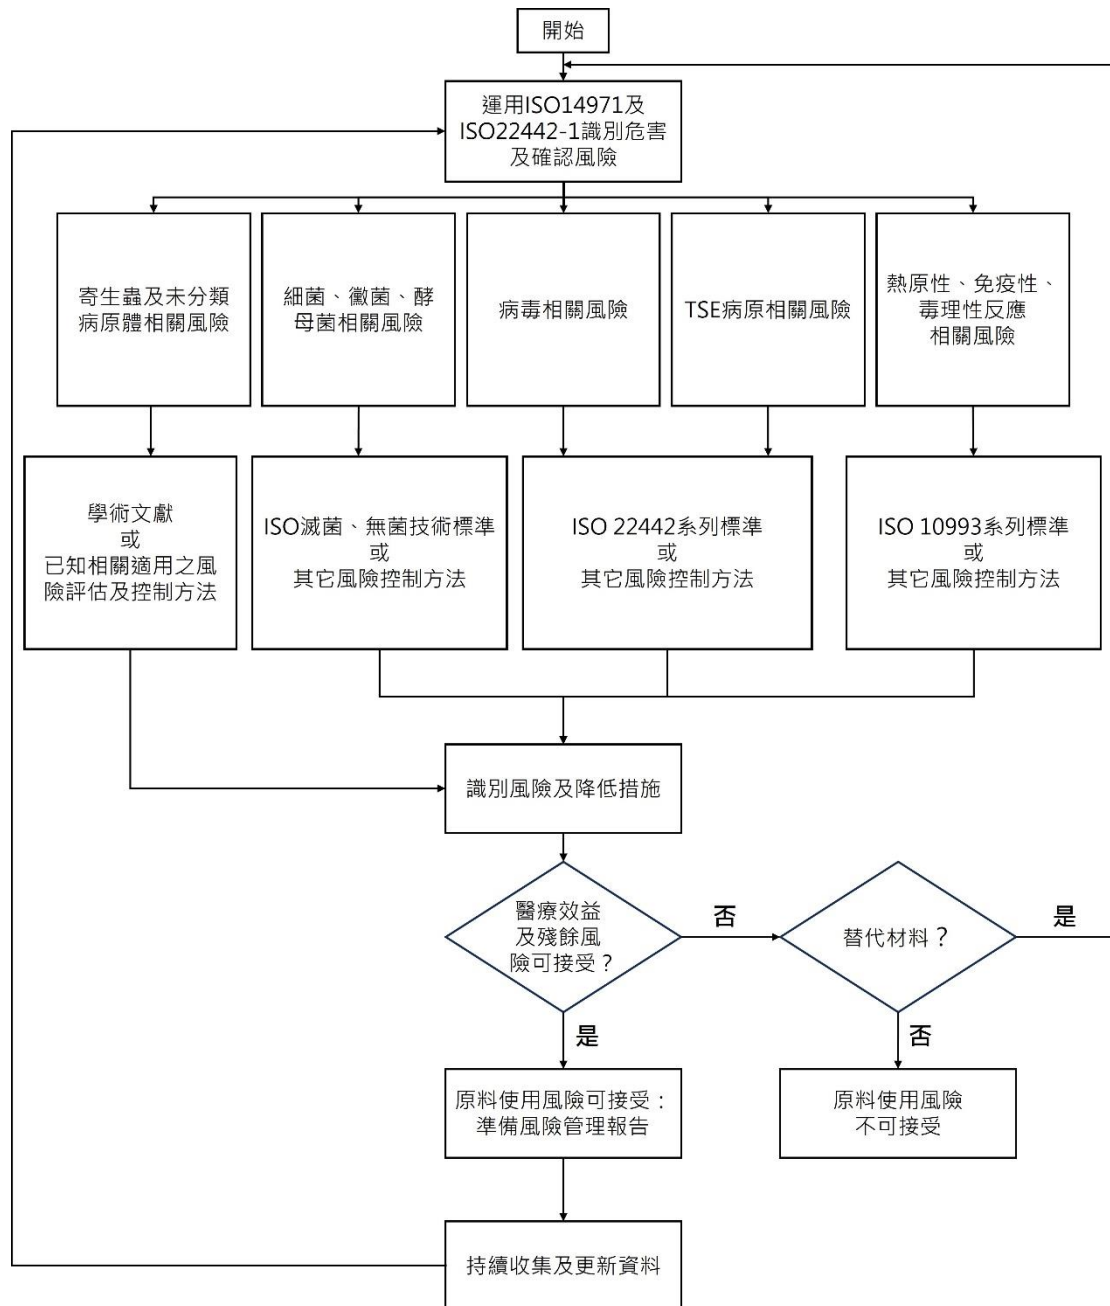 開始
運用ISO14971及
ISO22442-1識別危害
及確認風險
寄生蟲及未分類
病原體相關風險
細菌、黴菌、酵
母菌相關風險
病毒相關風險
TSE病原相關風險
熱原性、免疫性、
毒理性反應
相關風險
學術文獻
或
已知相關適用之風
險評估及控制方法
ISO滅菌、無菌技術標準
或
其它風險控制方法
ISO 22442系列標準
或
其它風險控制方法
ISO 10993系列標準
或
其它風險控制方法
識別風險及降低措施
醫療效益
及殘餘風
險可接受？
否
替代材料？
是
是
否
原料使用風險可接受：
準備風險管理報告
原料使用風險
不可接受
持續收集及更新資料